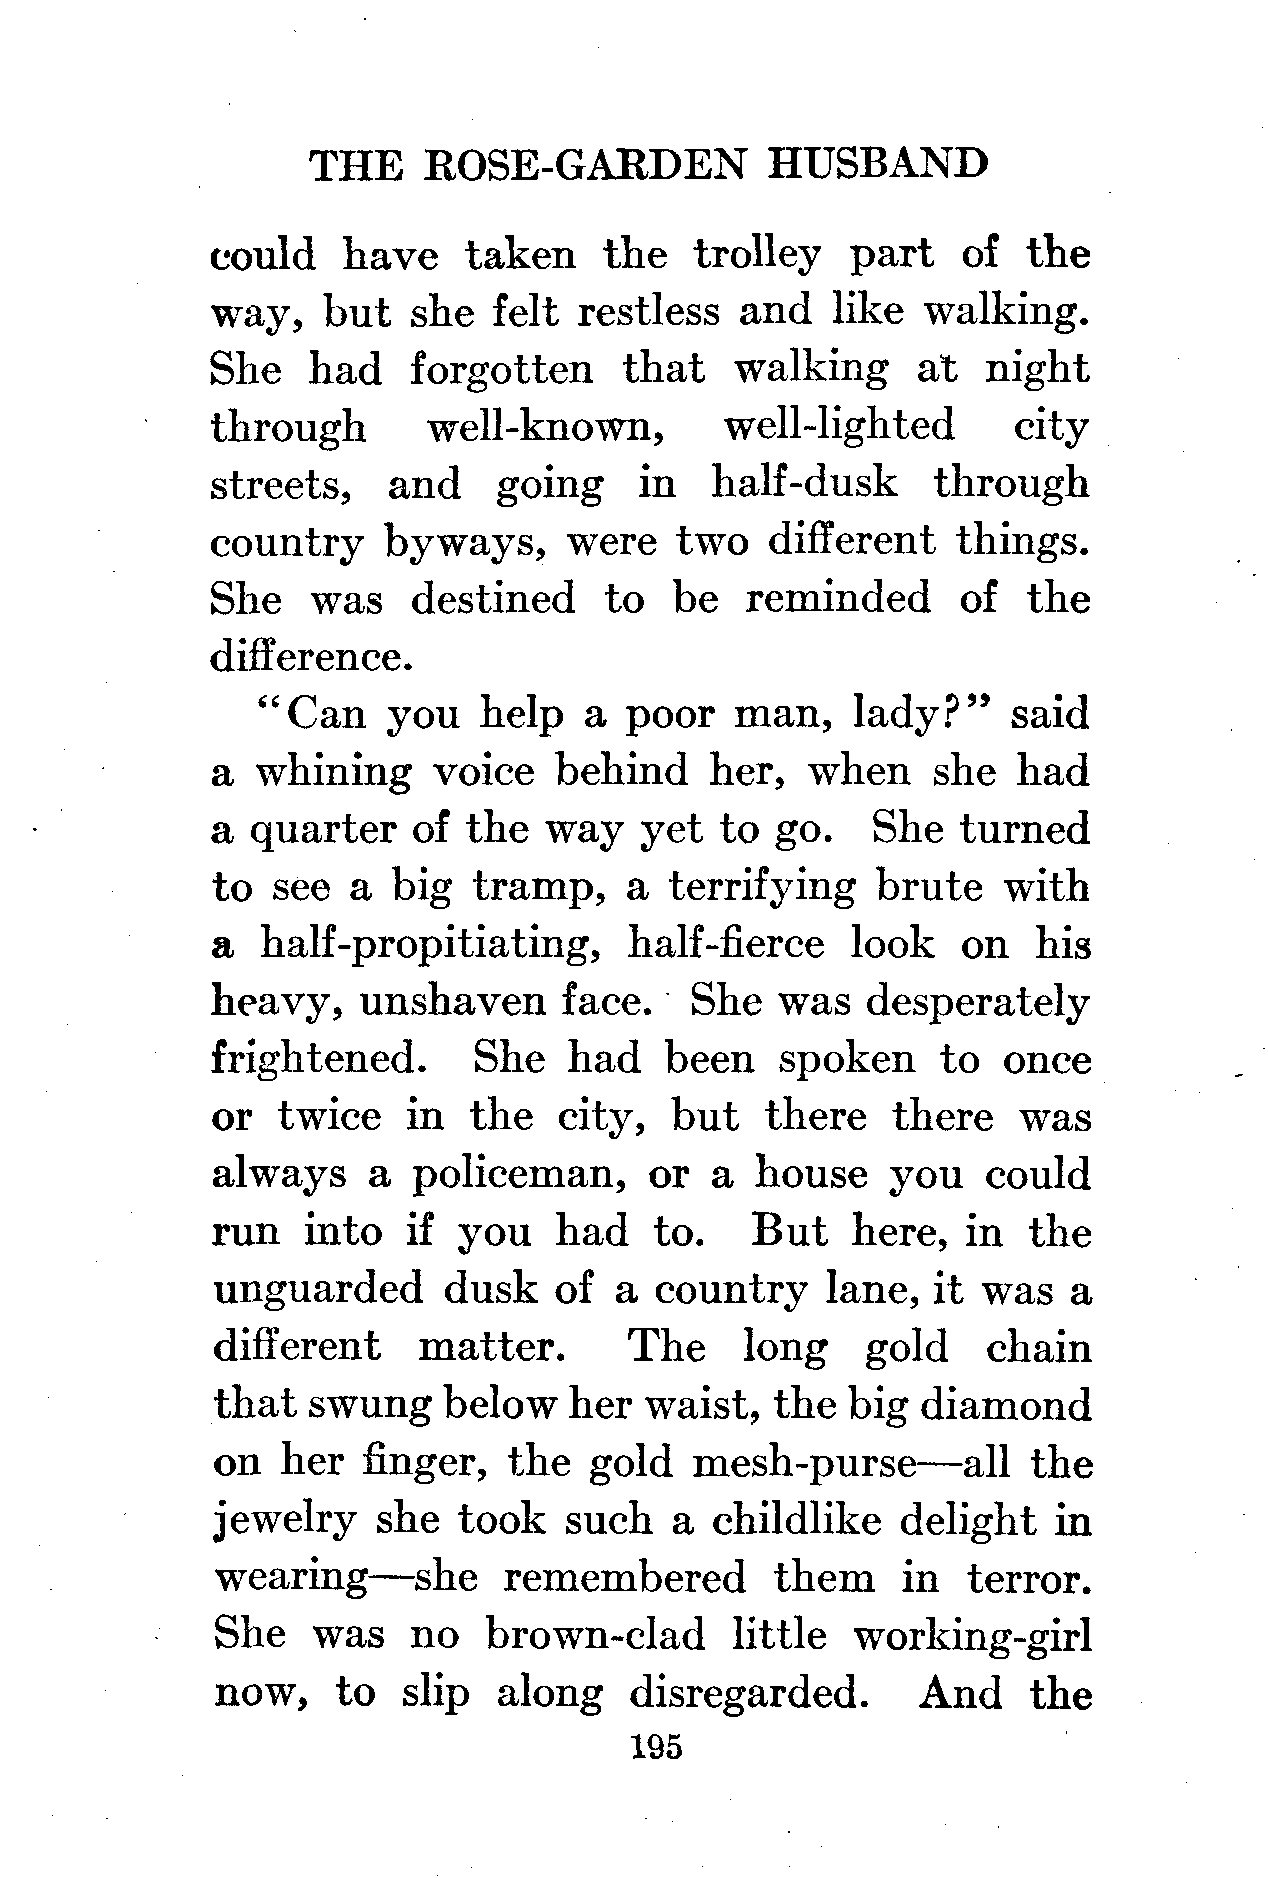 THE ROSE-GARDEN HUSBAND
could have taken the trolley part of the
way, but she felt restless and like walking.
She had forgotten that walking at night
through well-known, well-lighted city
streets, and going in half-dusk through
country byways, were two different things.
She was destined to be reminded of the
difference.
“Can you help a poor man, lady?” said
a whining voice behind her, when she had
a quarter of the way yet to go. She turned
to see a big tramp, a terrifying brute with
a half-propitiating, half-fierce look on his
heavy, unshaven face. She was desperately
frightened. She had been spoken to once
or twice in the city, but there there was
always a policeman, or a house you could
run into if you had to. But here, in the
unguarded dusk of a country lane, it was a
different matter. The long gold chain
that swung below her waist, the big diamond
on her finger, the gold mesh-purse—all the
jewelry she took such a childlike delight in
wearing—she remembered them in terror.
She was no brown-clad little working-girl
now, to slip along disregarded. And the
195